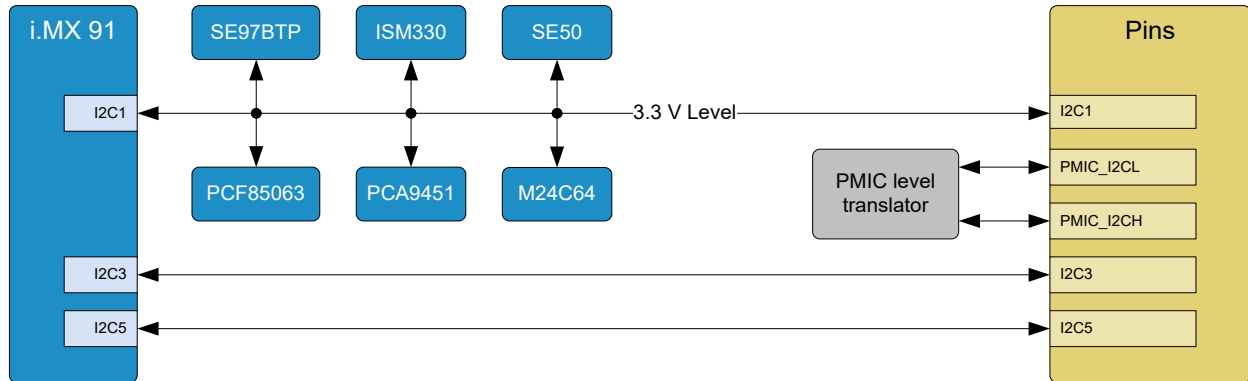 i.MX 91
SE97BTP
ISM330
SE50
Pins
I2C1
3.3 V Level
I2C1
PCF85063
PCA9451
M24C64
PMIC level
translator
PMIC_I2CL
PMIC_I2CH
I2C3
I2C3
I2C5
I2C5